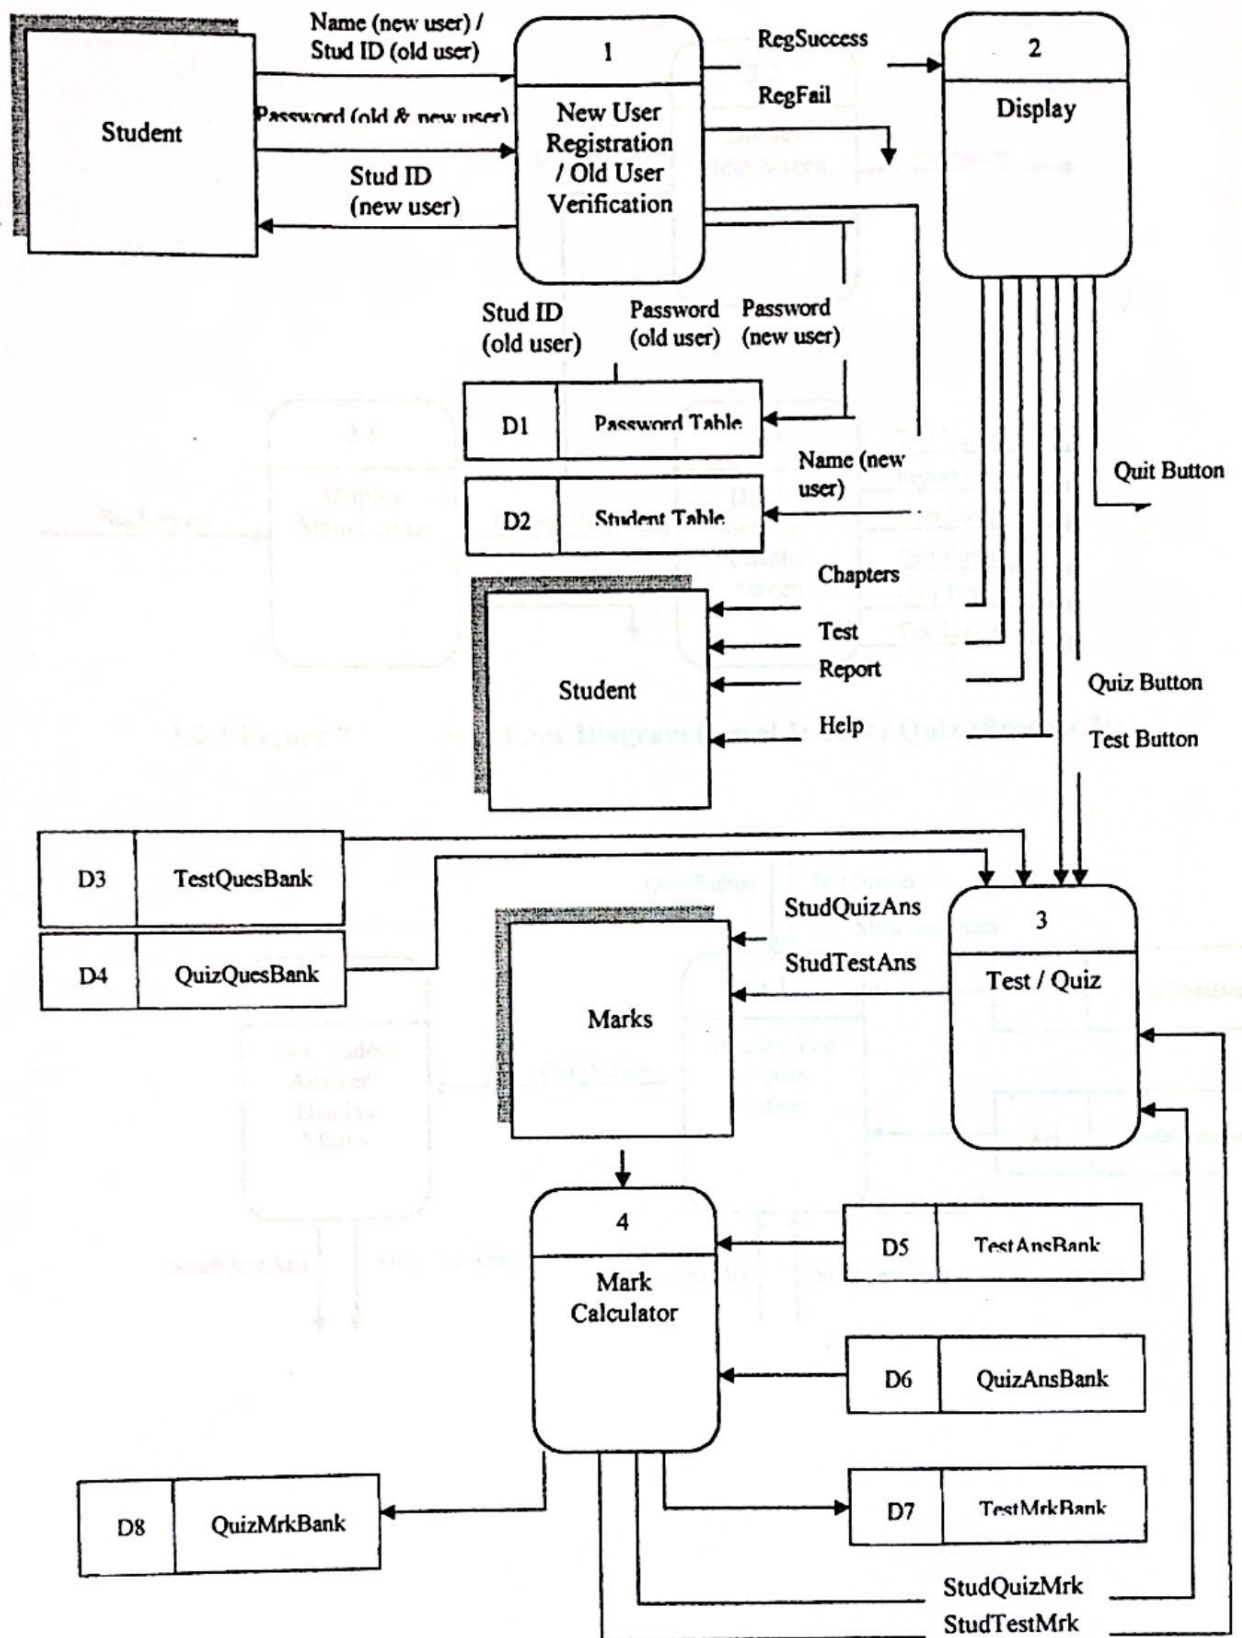 Name (new user) /
Stud ID (old user)
Student
Password (old & new user)
Stud ID
(new user)
1
New User
Registration
/ Old User
Verification
RegSuccess
RegFail
2
Display
Stud ID
(old user)
Password
(old user)
Password
(new user)
D1
Password Table
Name (new
user)
D2
Student Table
Quit Button
Chapters
Test
Report
Help
Student
Quiz Button
Test Button
D3
TestQuesBank
D4
QuizQuesBank
StudQuizAns
StudTestAns
Marks
3
Test / Quiz
4
Mark
Calculator
D5
TestAnsBank
D6
QuizAnsBank
D7
TestMrkBank
D8
QuizMrkBank
StudQuizMrk
StudTestMrk